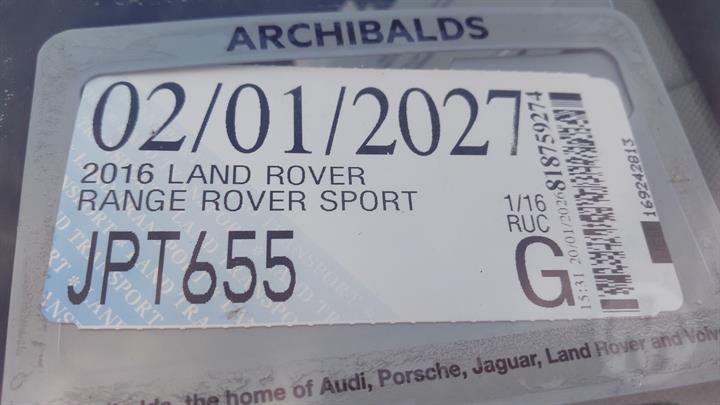 ARCHIBALDS
02/01/2027
2016 LAND ROVER
RANGE ROVER SPORT
JPT655
1/16
RUC
G
15:31 20/01/2026 818759274
169242813
the home of Audi, Porsche, Jaguar, Land Rover and Volv